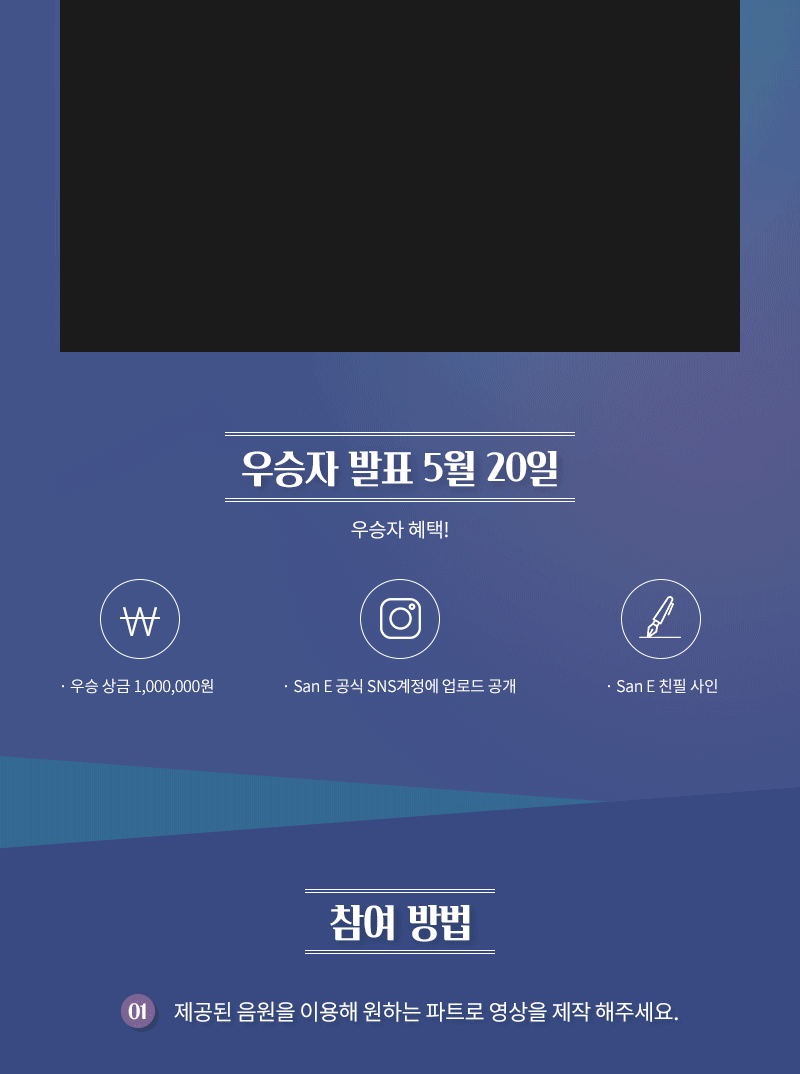 우승자 발표 5월 20일
우승자 혜택!
· 우승 상금 1,000,000원
· San E 공식 SNS계정에 업로드 공개
· San E 친필 사인
참여 방법
01 제공된 음원을 이용해 원하는 파트로 영상을 제작 해주세요.